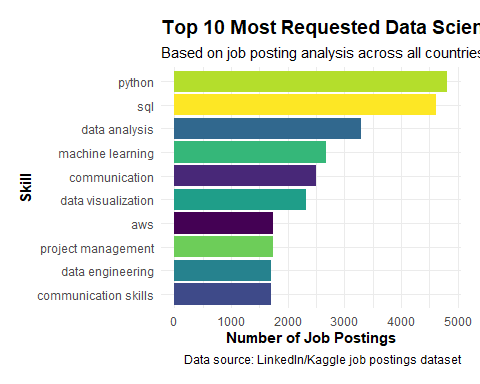 Top 10 Most Requested Data Scien
Based on job posting analysis across all countries
python
sql
data analysis
machine learning
communication
data visualization
aws
project management
data engineering
communication skills
Skill
0 1000 2000 3000 4000 5000
Number of Job Postings
Data source: LinkedIn/Kaggle job postings dataset